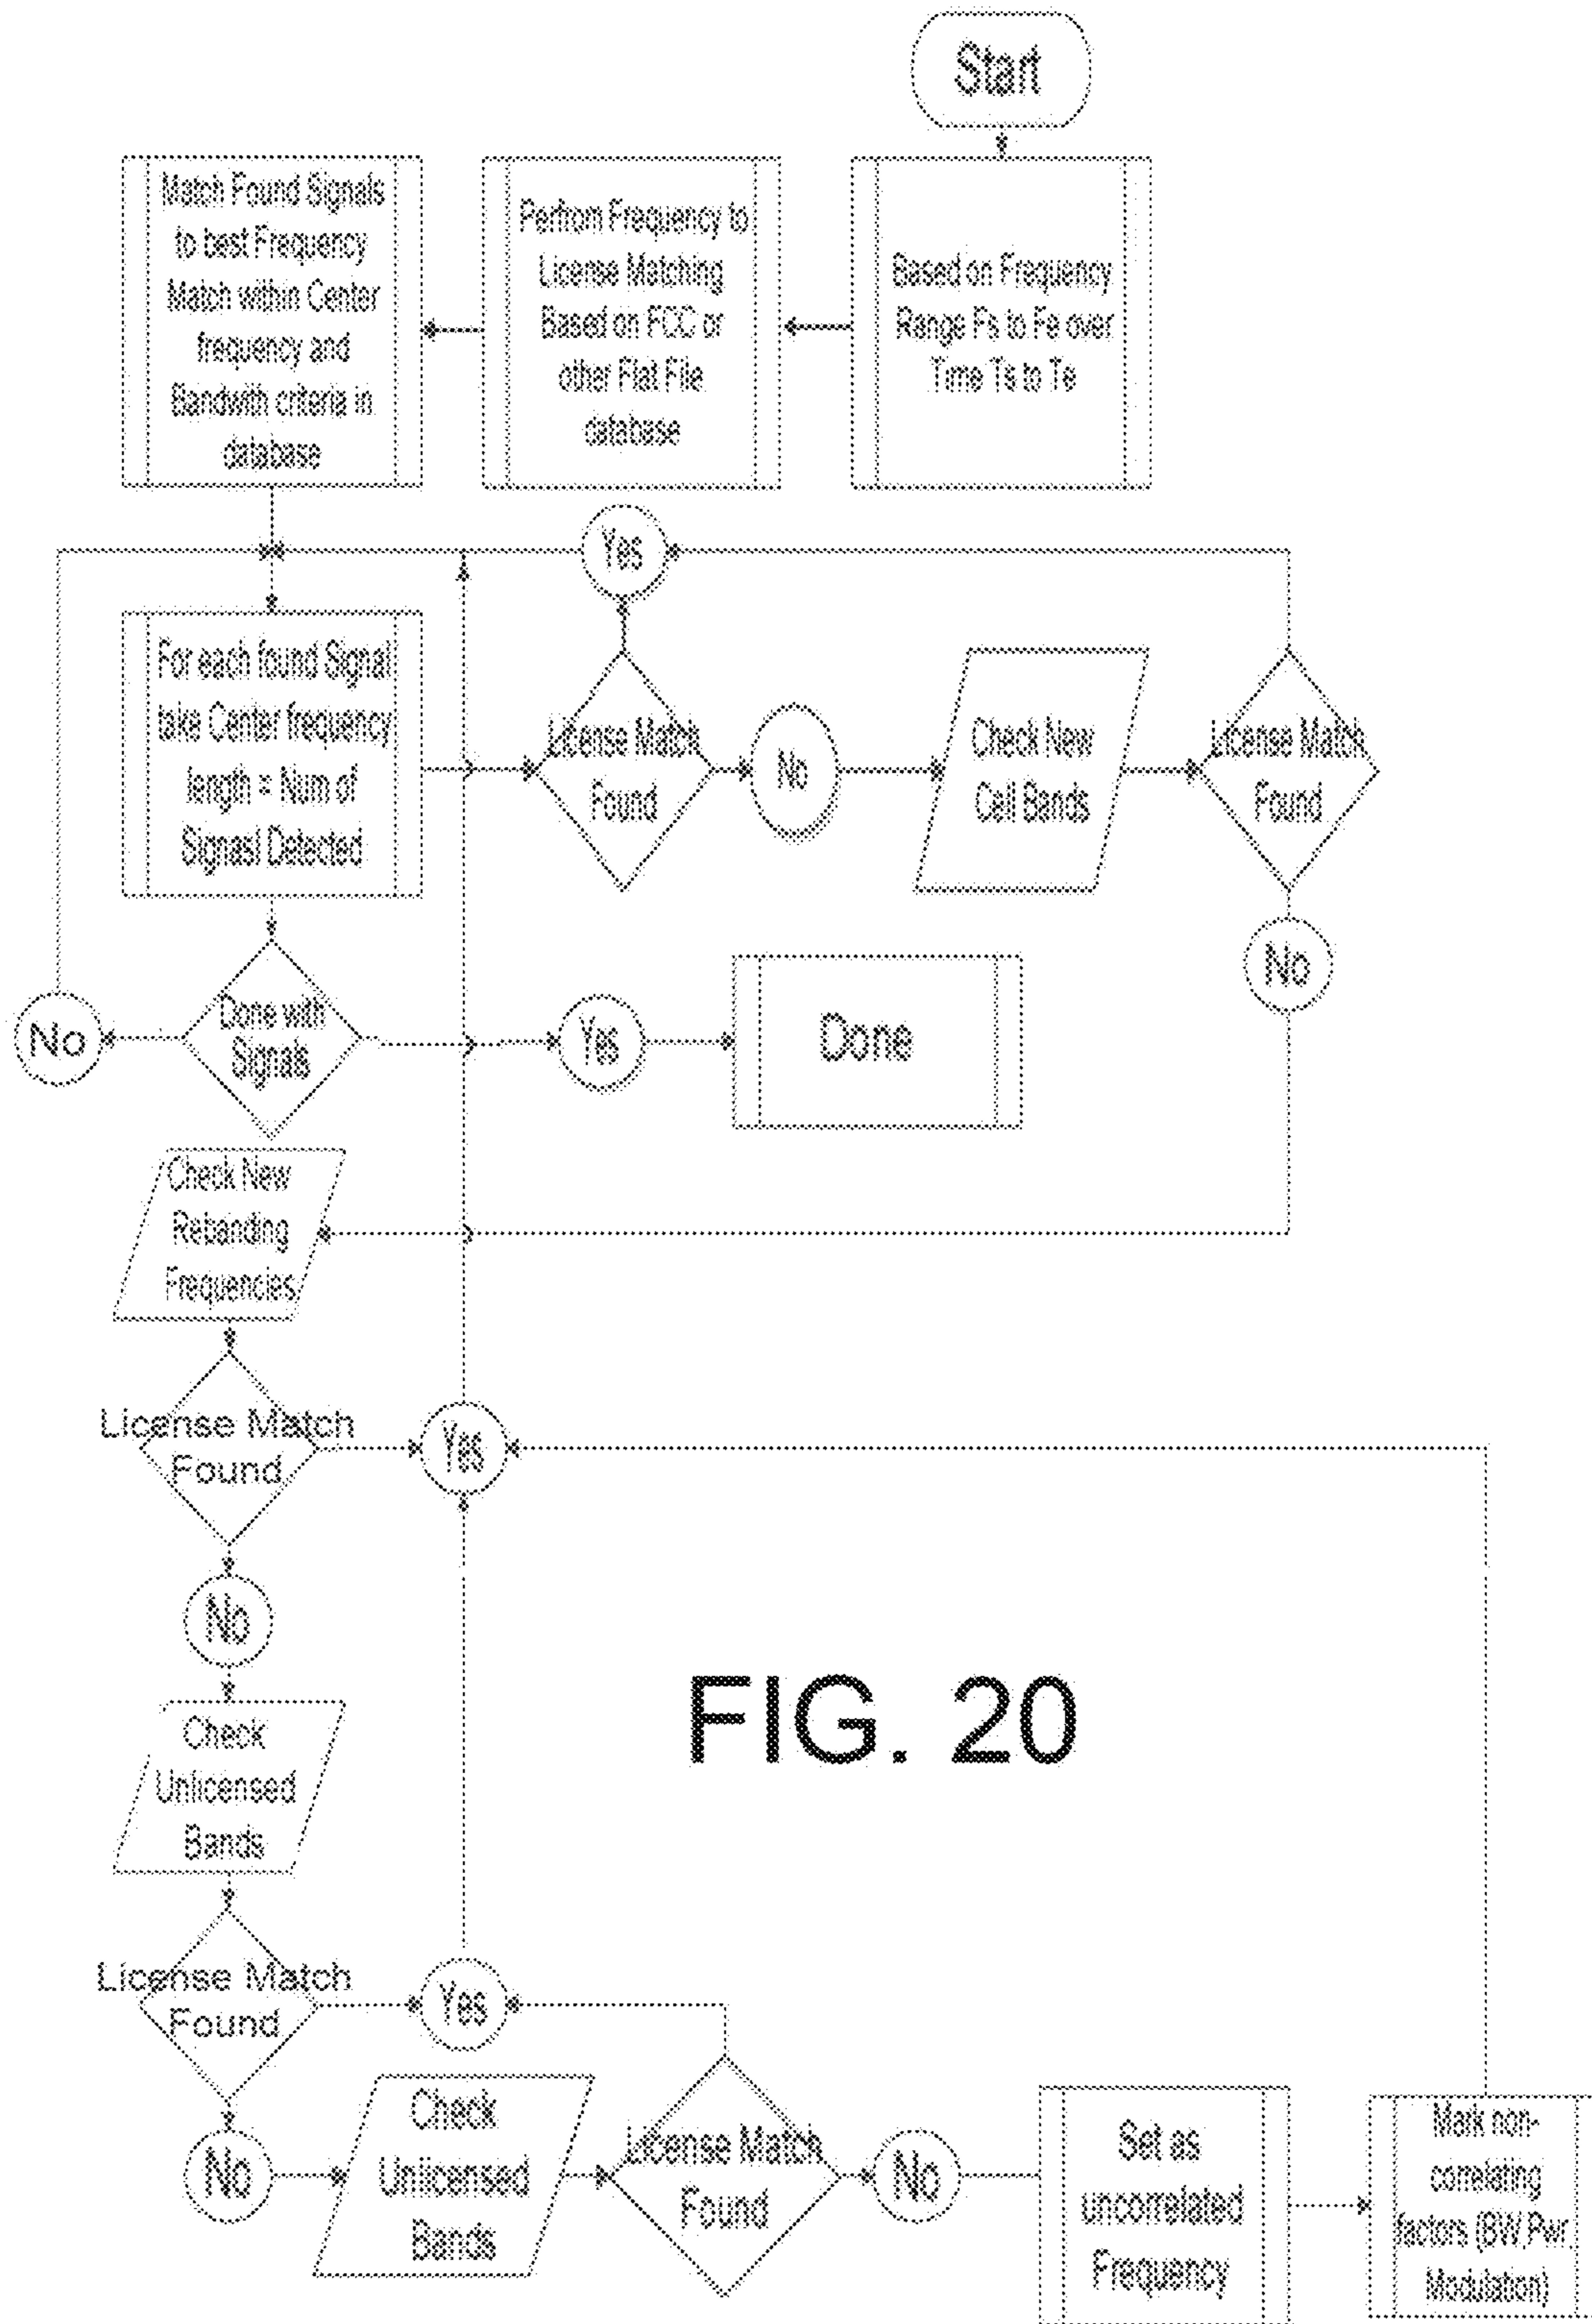 Start
Based on Frequency
Range Fs to Fe over
Time Ts to Te
Perfrom Frequency to
License Matching
Based on FCC or
other Flat File
database
Match Found Signals
to best Frequency
Match within Center
frequency and
Bandwith criteria in
database
Yes
For each found Signal
take Center frequency
length = Num of
Signasl Detected
License Match
Found
No
Check New
Cell Bands
License Match
Found
No
Done with
Signals
No
Yes
Done
Check New
Rebanding
Frequencies
License Match
Found
Yes
No
Check
Unlicensed
Bands
License Match
Found
Yes
No
Check
Unlicensed
Bands
License Match
Found
No
Set as
uncorrelated
Frequency
Mark non-
correlating
factors (BW,Pwr
Modulation)
FIG. 20